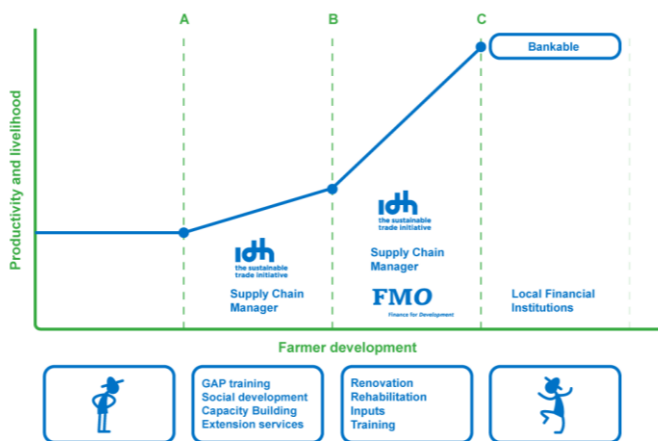 A
B
C
Bankable
Productivity and livelihood
idh
the sustainable
trade initiative
Supply Chain
Manager
idh
the sustainable
trade initiative
Supply Chain
Manager
FMO
Finance for Development
Local Financial
Institutions
Farmer development
GAP training
Social development
Capacity Building
Extension services
Renovation
Rehabilitation
Inputs
Training